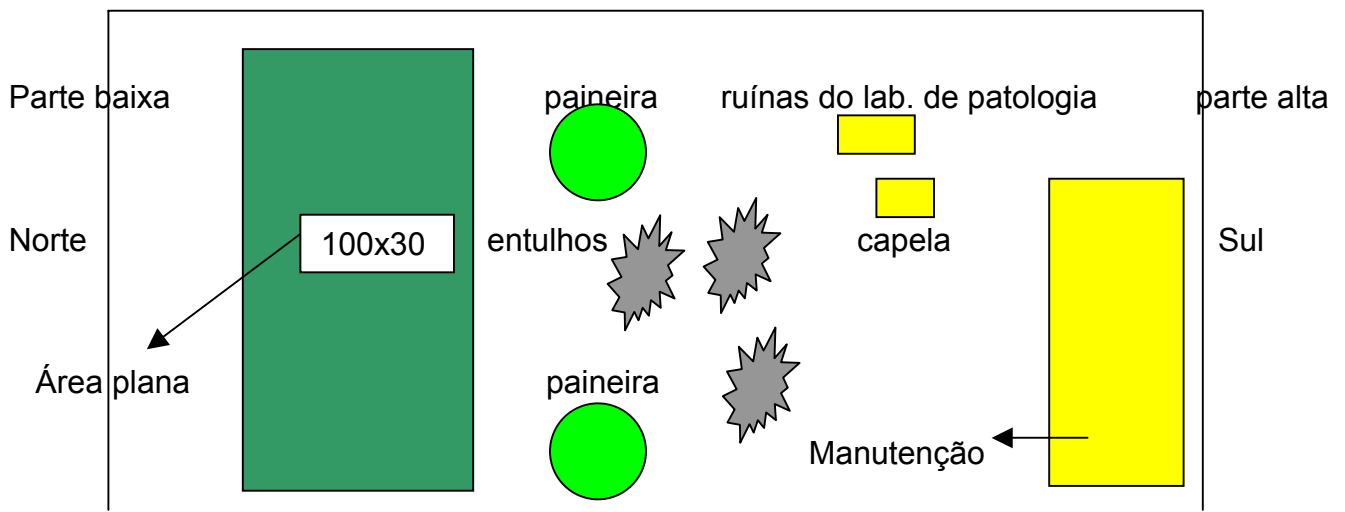 Parte baixa paineira ruínas do lab. de patologia parte alta
Norte 100x30 entulhos capela Sul
Área plana paineira
Manutenção